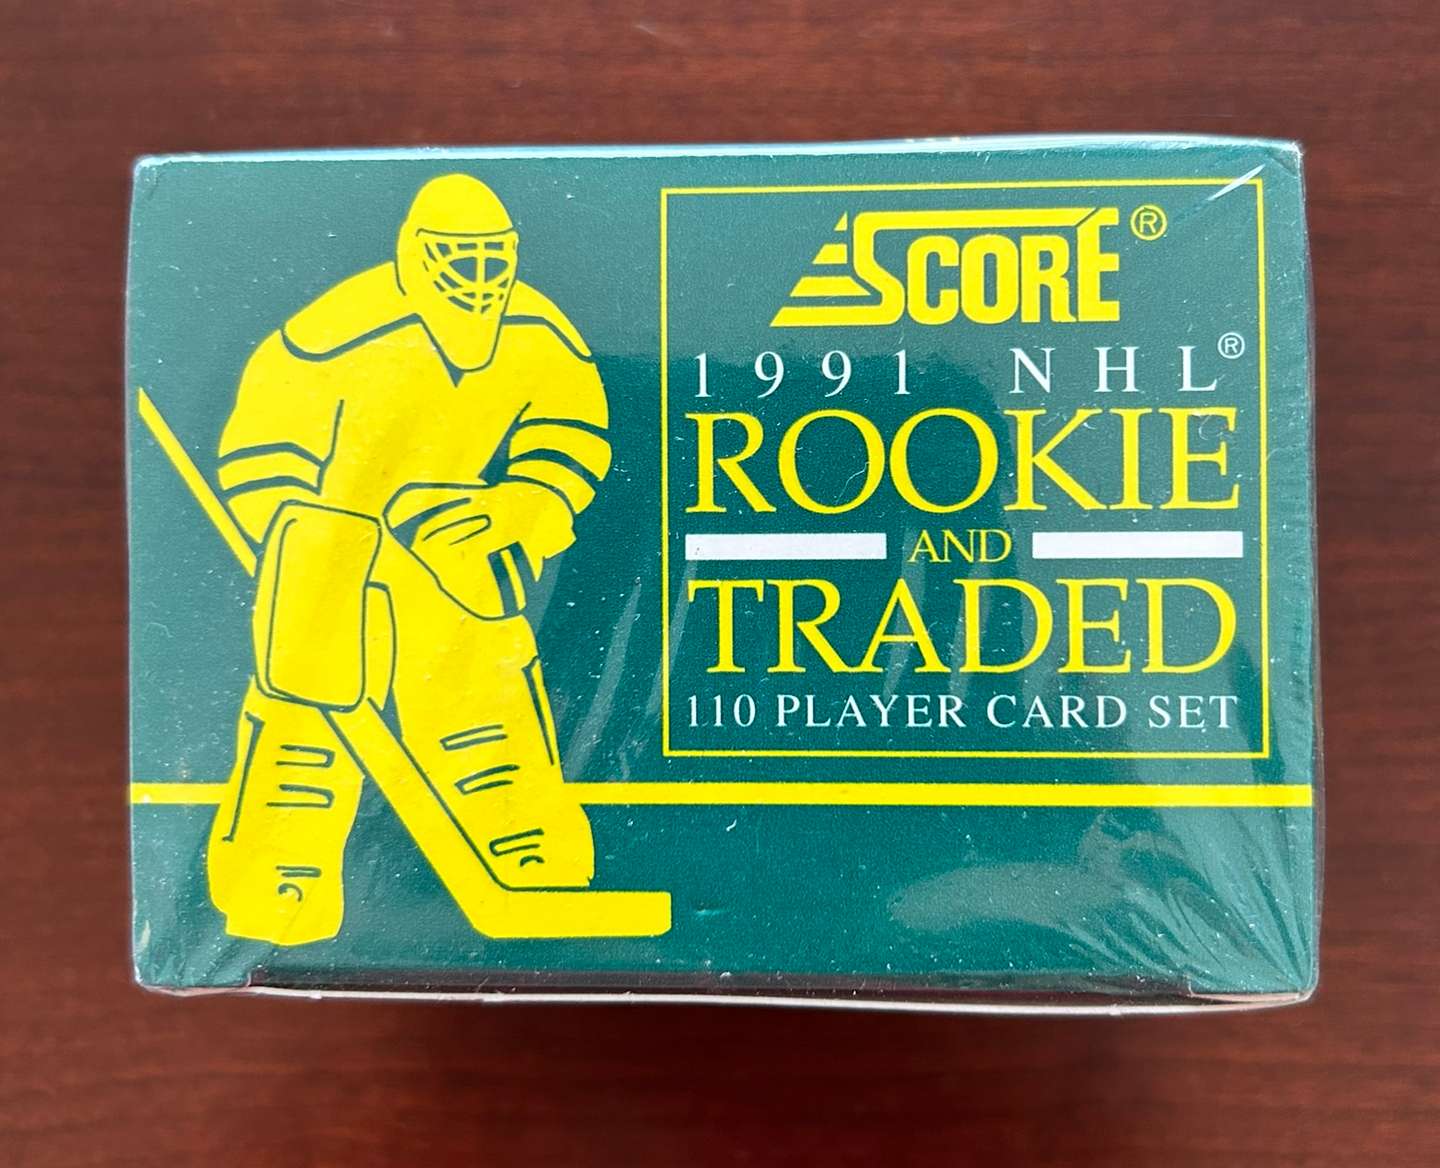 SCORE®
1991 NHL®
ROOKIE
AND
TRADED
110 PLAYER CARD SET